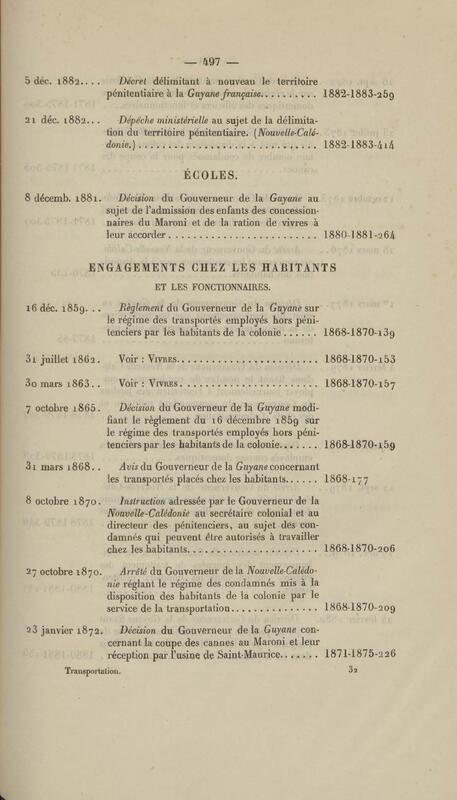 — 497 —
5 déc. 1882.... Décret délimitant à nouveau le territoire
pénitentiaire à la Guyane française.......... 1882-1883-259
21 déc. 1882... Dépêche ministérielle au sujet de la délimita-
tion du territoire pénitentiaire. (Nouvelle-Calé-
donie.)............................... 1882-1883-414
ÉCOLES.
8 décemb. 1881. Décision du Gouverneur de la Guyane au
sujet de l'admission des enfants des concession-
naires du Maroni et de la ration de vivres à
leur accorder.......................... 1880-1881-264
ENGAGEMENTS CHEZ LES HABITANTS
ET LES FONCTIONNAIRES.
16 déc. 1859... Règlement du Gouverneur de la Guyane sur
le régime des transportés employés hors péni-
tenciers par les habitants de la colonie...... 1868-1870-139
31 juillet 1862. Voir : VIVRES........................ 1868-1870-153
30 mars 1863.. Voir : VIVRES........................ 1868-1870-157
7 octobre 1865. Décision du Gouverneur de la Guyane modi-
fiant le règlement du 16 décembre 1859 sur
le régime des transportés employés hors péni-
tenciers par les habitants de la colonie....... 1868-1870-159
31 mars 1868.. Avis du Gouverneur de la Guyane concernant
les transportés placés chez les habitants...... 1868-177
8 octobre 1870. Instruction adressée par le Gouverneur de la
Nouvelle-Calédonie au secrétaire colonial et au
directeur des pénitenciers, au sujet des con-
damnés qui peuvent être autorisés à travailler
chez les habitants....................... 1868-1870-206
27 octobre 1870. Arrêté du Gouverneur de la Nouvelle-Calédo-
nie réglant le régime des condamnés mis à la
disposition des habitants de la colonie par le
service de la transportation............... 1868-1870-209
23 janvier 1872. Décision du Gouverneur de la Guyane con-
cernant la coupe des cannes au Maroni et leur
réception par l'usine de Saint-Maurice....... 1871-1875-226
Transportation. 32